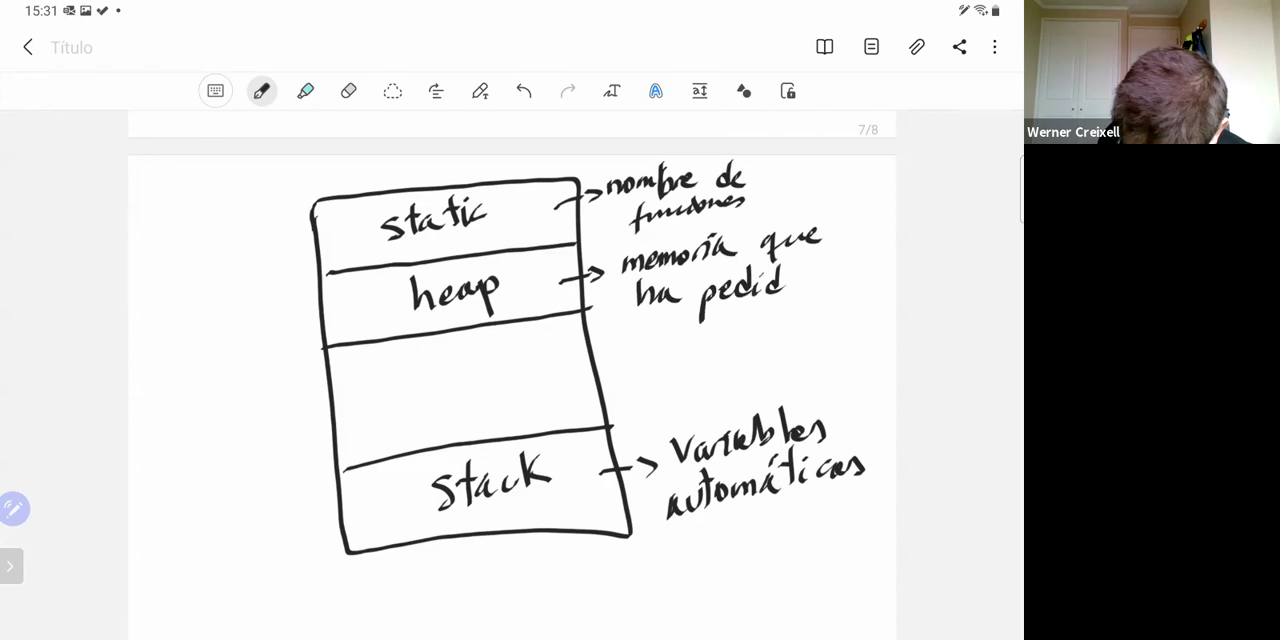 15:31
Título
7/8
Werner Creixell
static
nombre de
funciones
heap
memoria que
ha pedid
stack
variables
automáticas